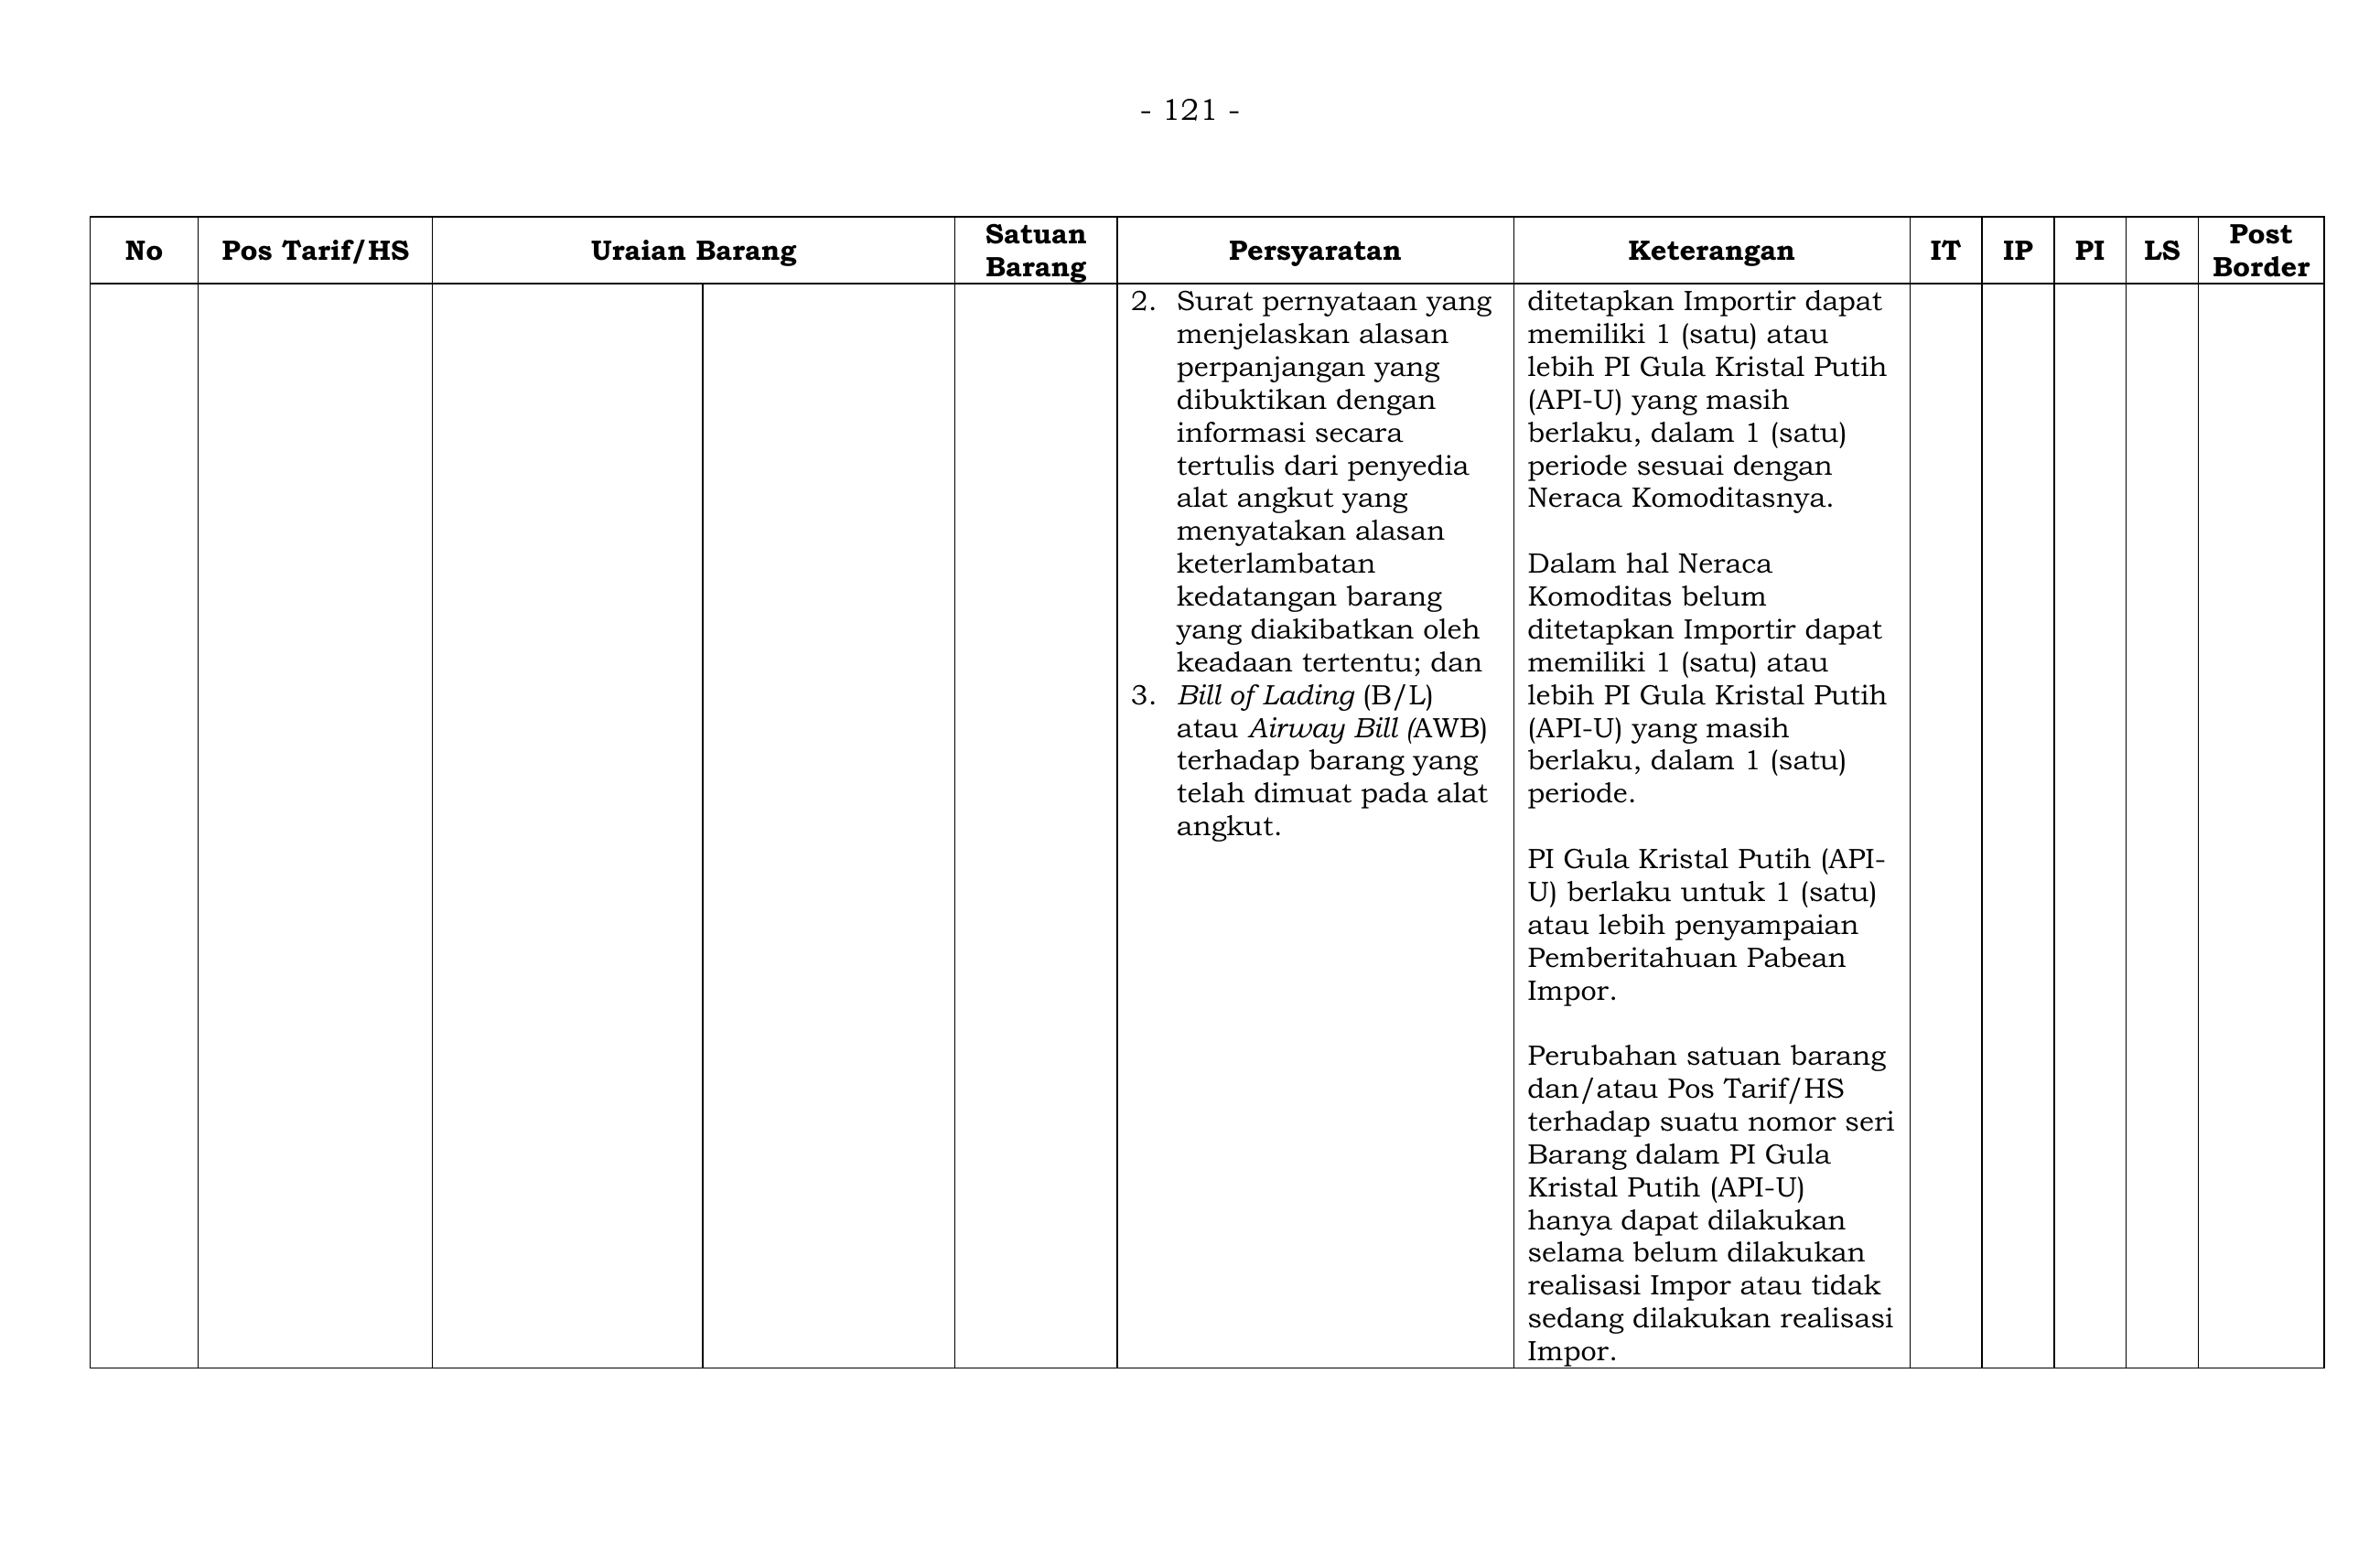 - 121 -
No
Pos Tarif/HS
Uraian Barang
Satuan
Barang
Persyaratan
Keterangan
IT
IP
PI
LS
Post
Border
2. Surat pernyataan yang
menjelaskan alasan
perpanjangan yang
dibuktikan dengan
informasi secara
tertulis dari penyedia
alat angkut yang
menyatakan alasan
keterlambatan
kedatangan barang
yang diakibatkan oleh
keadaan tertentu; dan
3. Bill of Lading (B/L)
atau Airway Bill (AWB)
terhadap barang yang
telah dimuat pada alat
angkut.
ditetapkan Importir dapat
memiliki 1 (satu) atau
lebih PI Gula Kristal Putih
(API-U) yang masih
berlaku, dalam 1 (satu)
periode sesuai dengan
Neraca Komoditasnya.
Dalam hal Neraca
Komoditas belum
ditetapkan Importir dapat
memiliki 1 (satu) atau
lebih PI Gula Kristal Putih
(API-U) yang masih
berlaku, dalam 1 (satu)
periode.
PI Gula Kristal Putih (API-
U) berlaku untuk 1 (satu)
atau lebih penyampaian
Pemberitahuan Pabean
Impor.
Perubahan satuan barang
dan/atau Pos Tarif/HS
terhadap suatu nomor seri
Barang dalam PI Gula
Kristal Putih (API-U)
hanya dapat dilakukan
selama belum dilakukan
realisasi Impor atau tidak
sedang dilakukan realisasi
Impor.